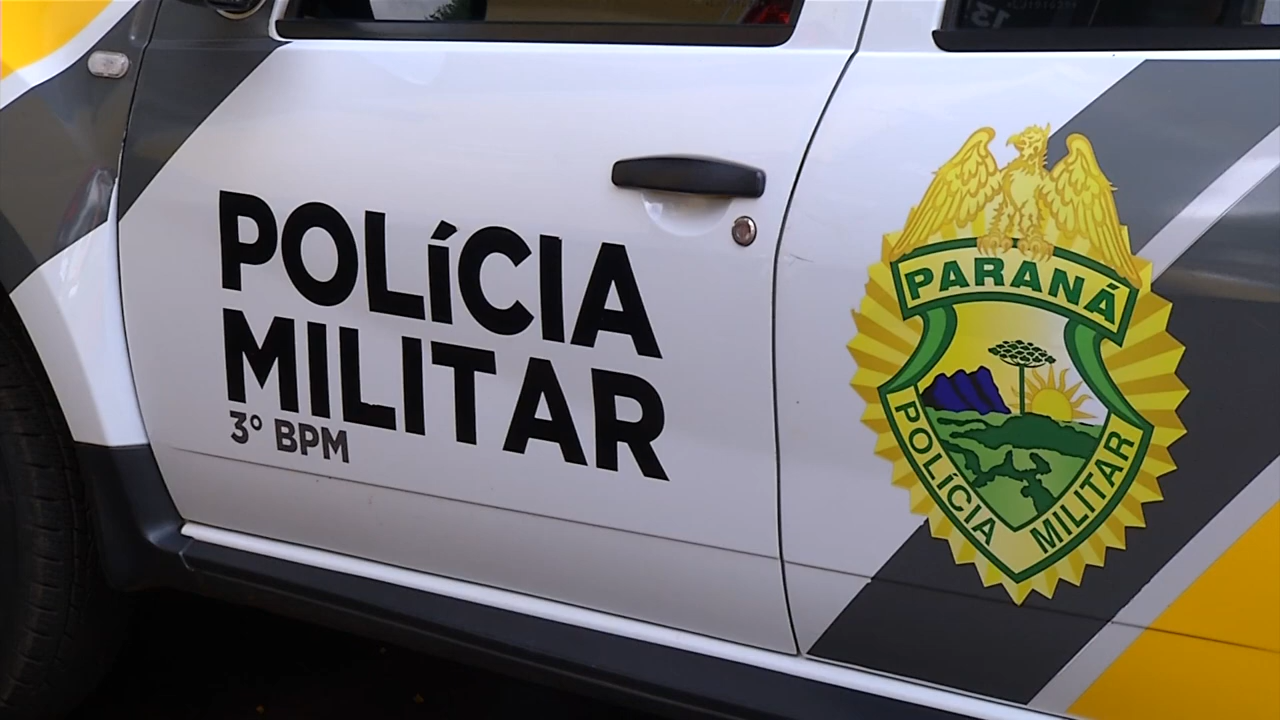 POLÍCIA
MILITAR
3º BPM
PARANÁ
POLÍCIA MILITAR